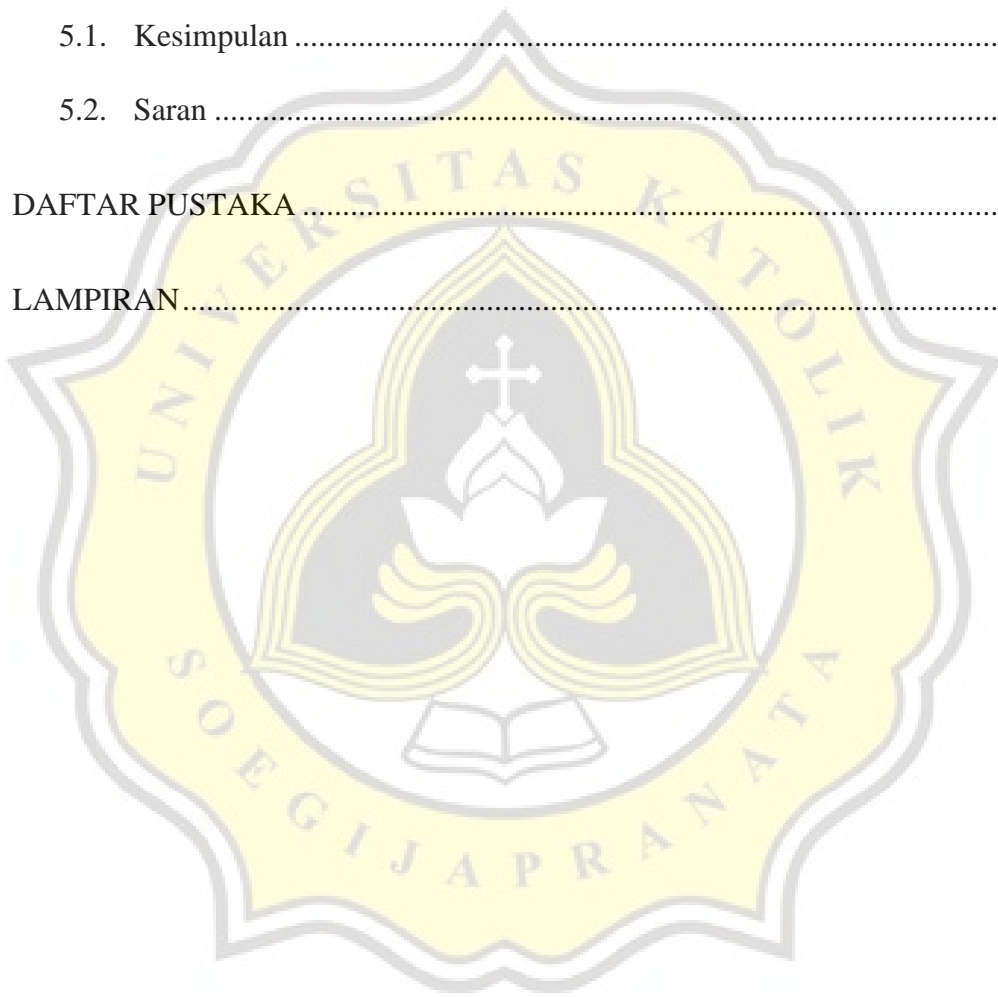 5.1. Kesimpulan ..........................................................................
5.2. Saran ..................................................................................
DAFTAR PUSTAKA .........................................................................
LAMPIRAN.....................................................................................
UNIVERSITAS KATOLIK
SOEGIJAPRANATA